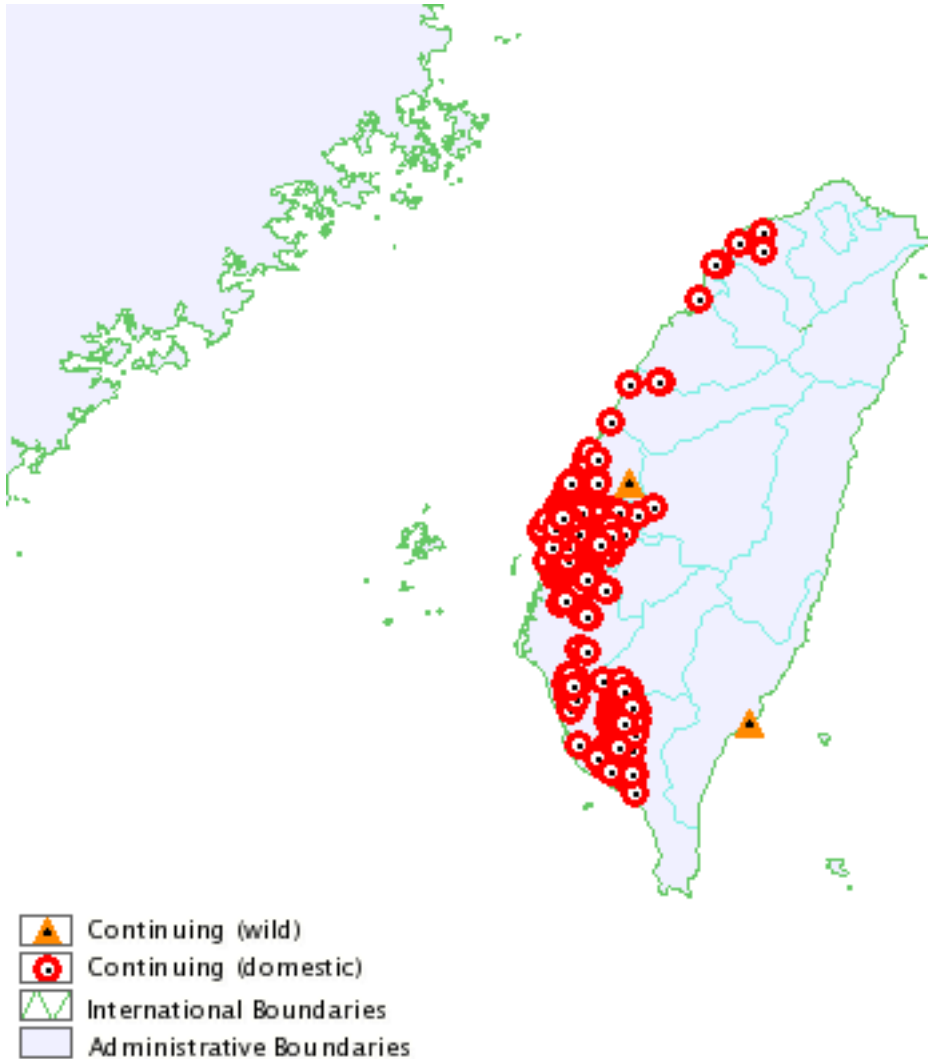 Continuing (wild)
Continuing (domestic)
International Boundaries
Administrative Boundaries